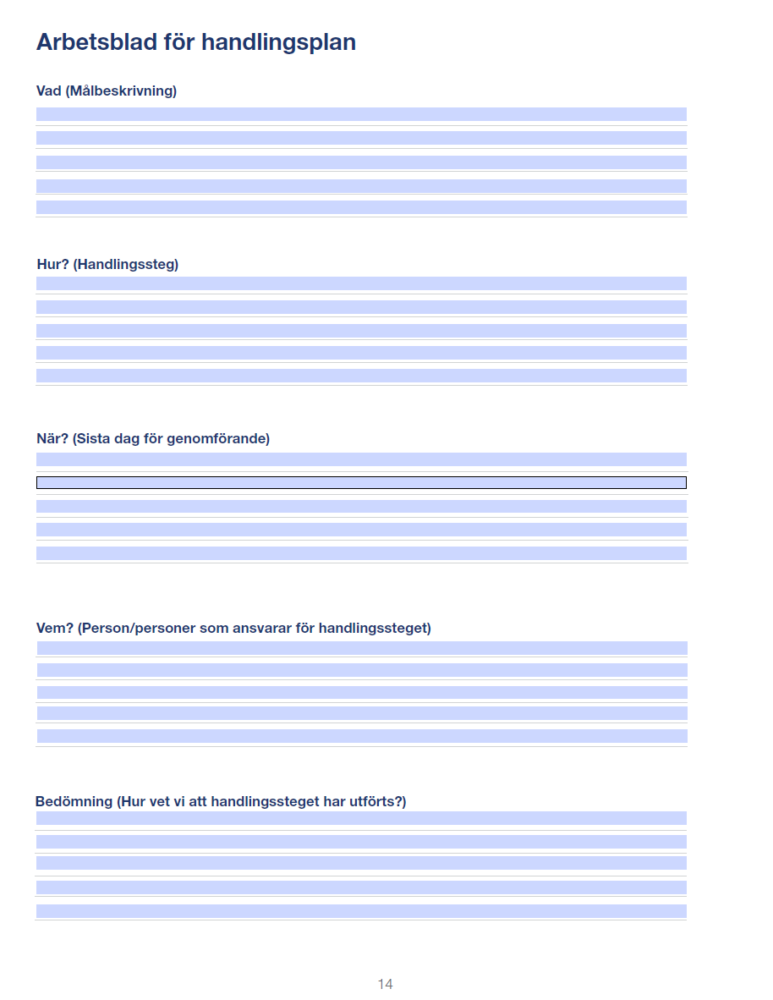 Arbetsblad för handlingsplan
Vad (Målbeskrivning)
Hur? (Handlingssteg)
När? (Sista dag för genomförande)
Vem? (Person/personer som ansvarar för handlingssteget)
Bedömning (Hur vet vi att handlingssteget har utförts?)
14